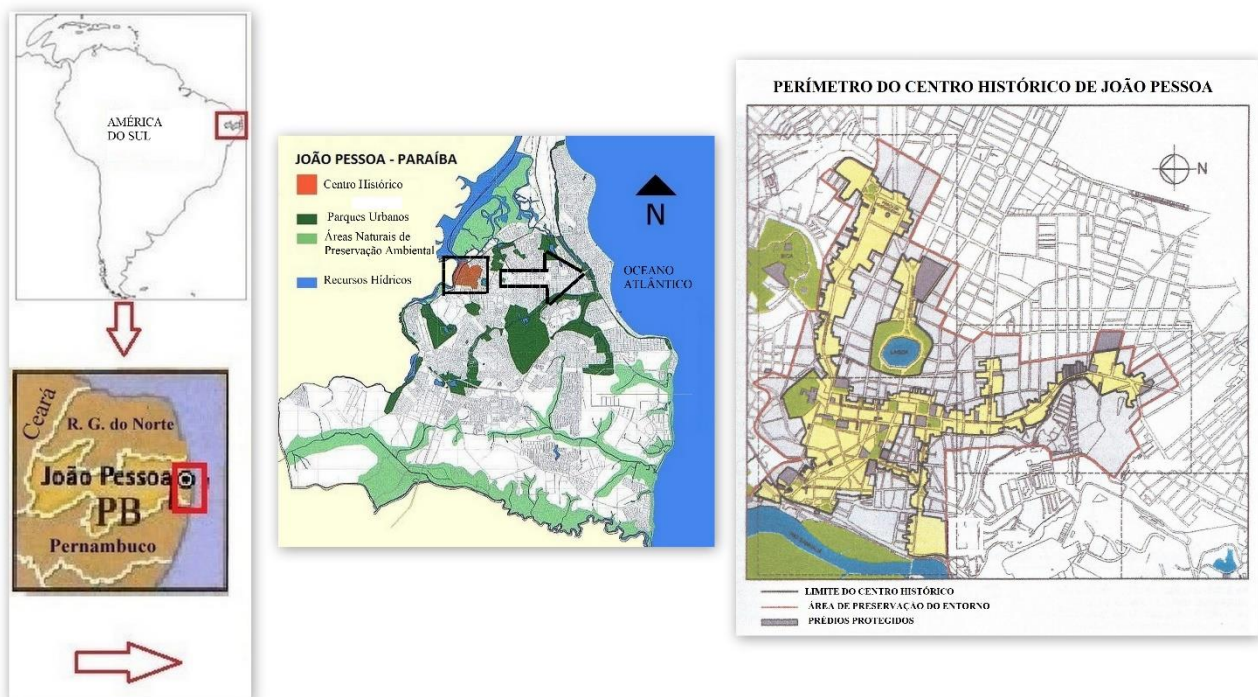 AMÉRICA
DO SUL
Ceará
R. G. do Norte
João Pessoa
PB
Pernambuco
JOÃO PESSOA - PARAÍBA
Centro Histórico
Parques Urbanos
Áreas Naturais de
Preservação Ambiental
Recursos Hídricos
N
OCEANO
ATLÂNTICO
PERÍMETRO DO CENTRO HISTÓRICO DE JOÃO PESSOA
N
BICA
LAGOA
LIMITE DO CENTRO HISTÓRICO
ÁREA DE PRESERVAÇÃO DO ENTORNO
PRÉDIOS PROTEGIDOS